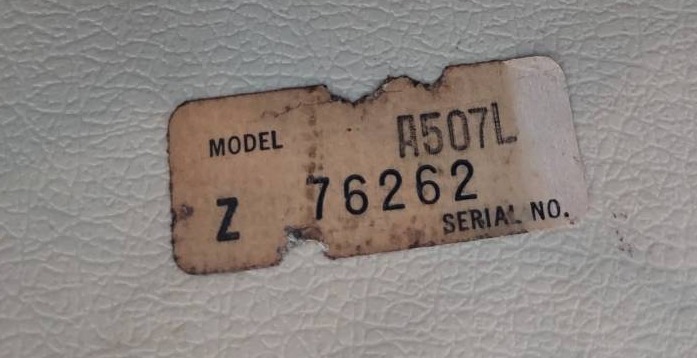 MODEL A507L
Z 76262
SERIAL NO.